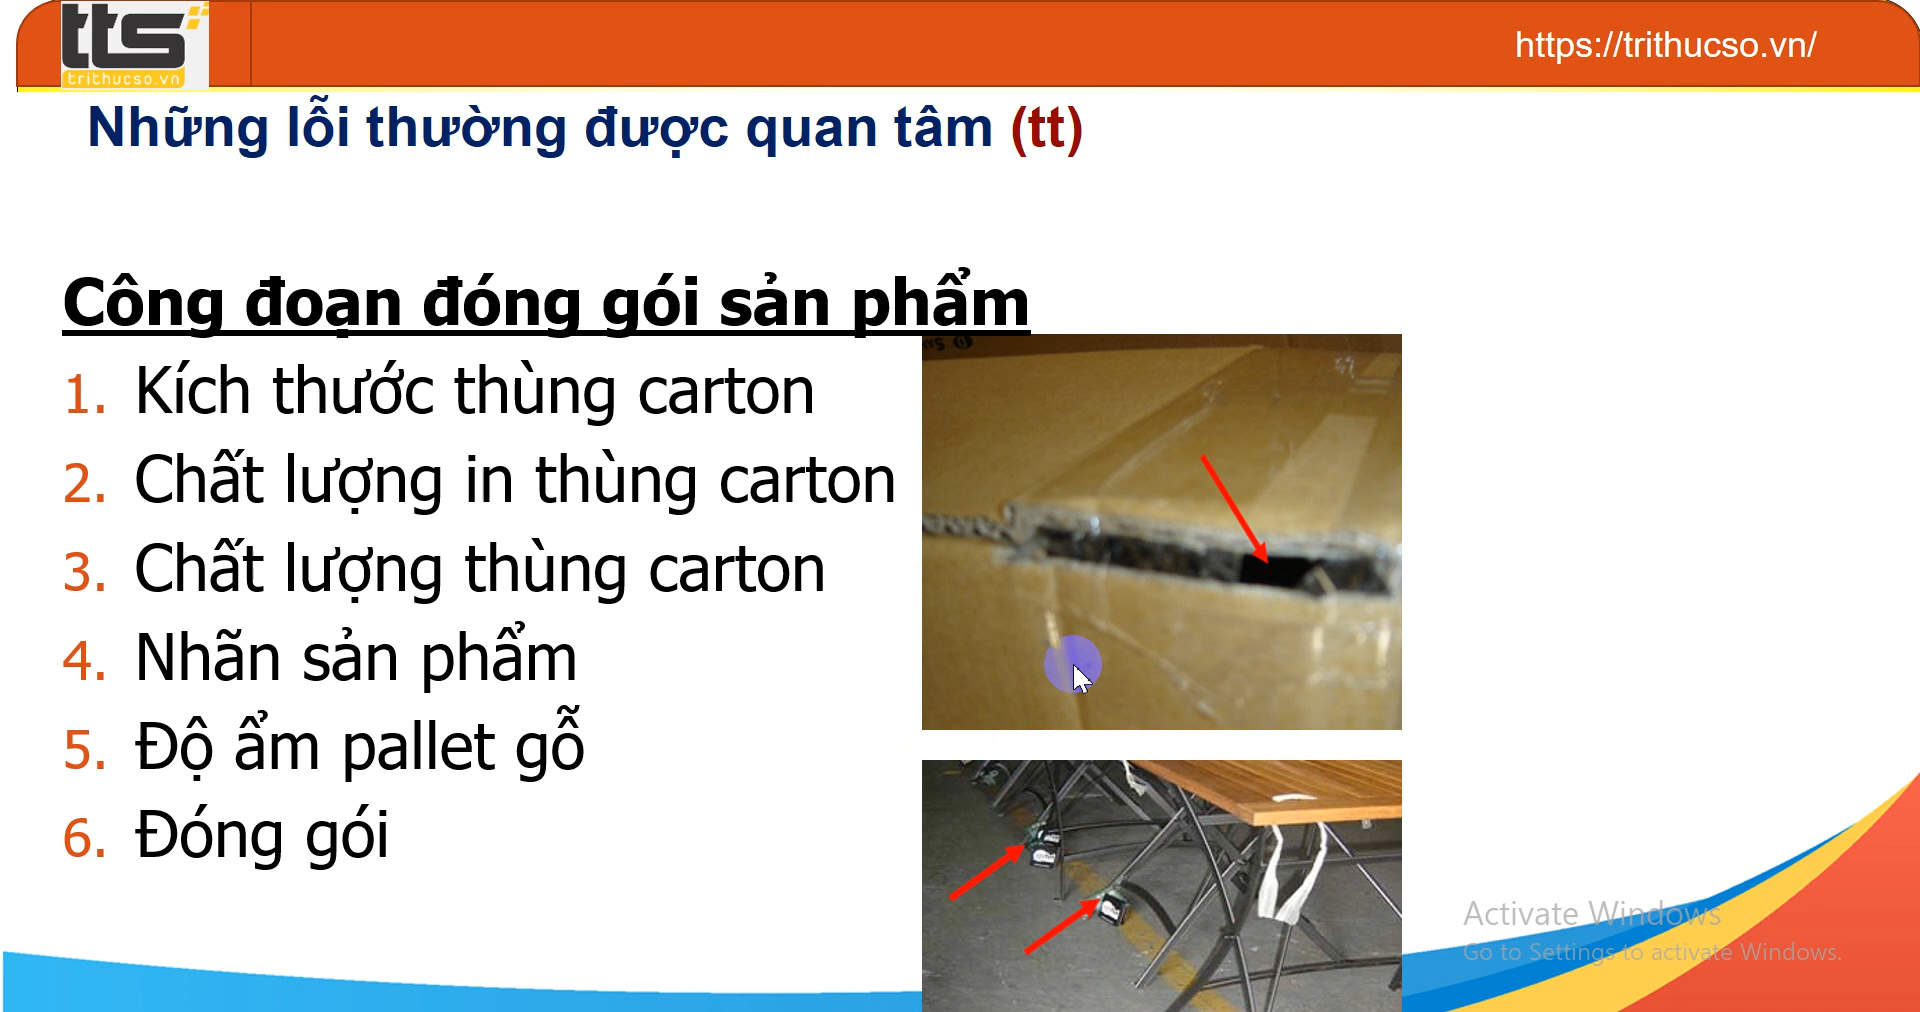 tts
trithucso.vn
https://trithucso.vn/
Những lỗi thường được quan tâm (tt)
Công đoạn đóng gói sản phẩm
1. Kích thước thùng carton
2. Chất lượng in thùng carton
3. Chất lượng thùng carton
4. Nhãn sản phẩm
5. Độ ẩm pallet gỗ
6. Đóng gói
Activate Windows
Go to Settings to activate Windows.